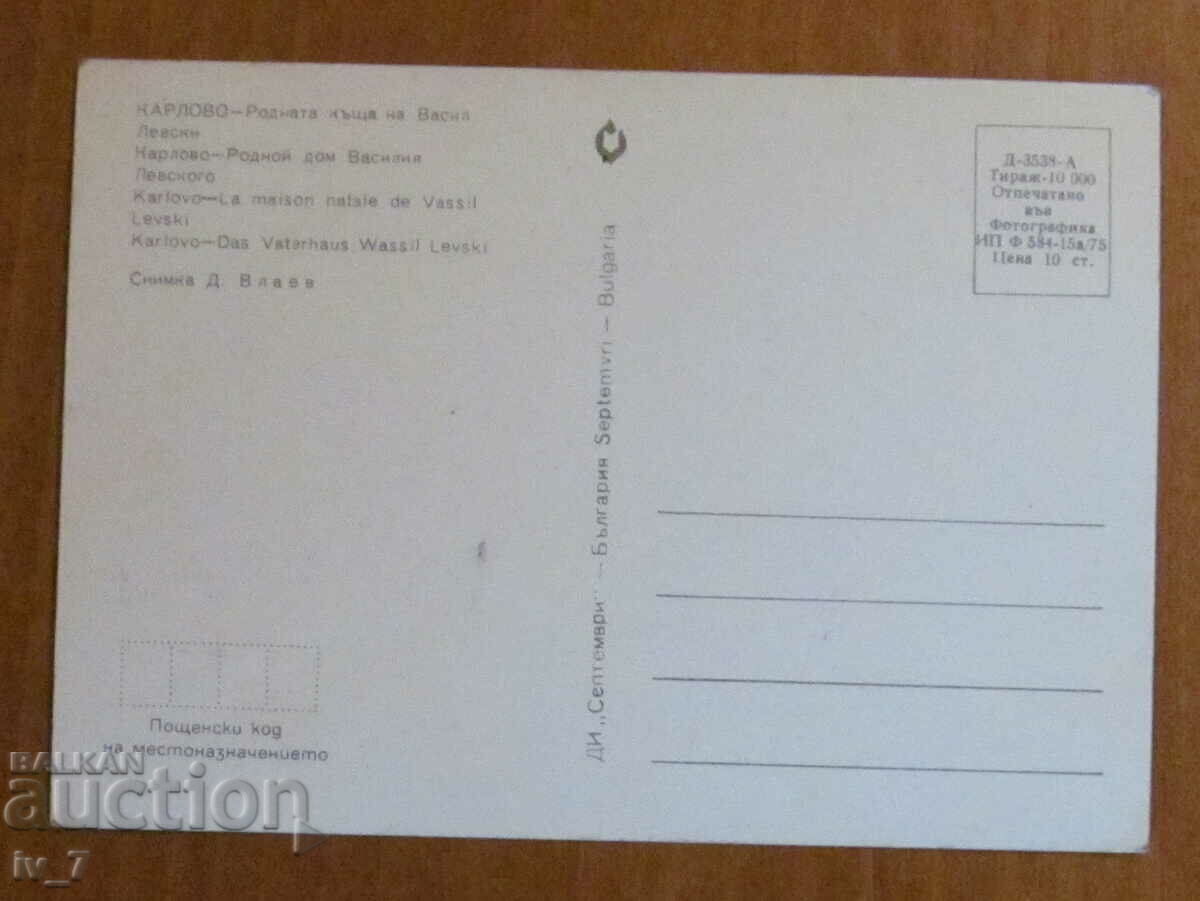 КАРЛОВО—Родната къща на Васил
Левски
Карлово—Родной дом Василия
Левского
Karlovo—La maison natale de Vassil
Levski
Karlovo—Das Vaterhaus Wassil Levski
Снимка Д. Влаев
Д-3538-А
Тираж-10 000
Отпечатано
във
Фотографика
ИП Ф 584-15а/75
Цена 10 ст.
ДИ „Септември" — България Septemvri — Bulgaria
Пощенски код
на местоназначението
BALKAN
auction
iv_7